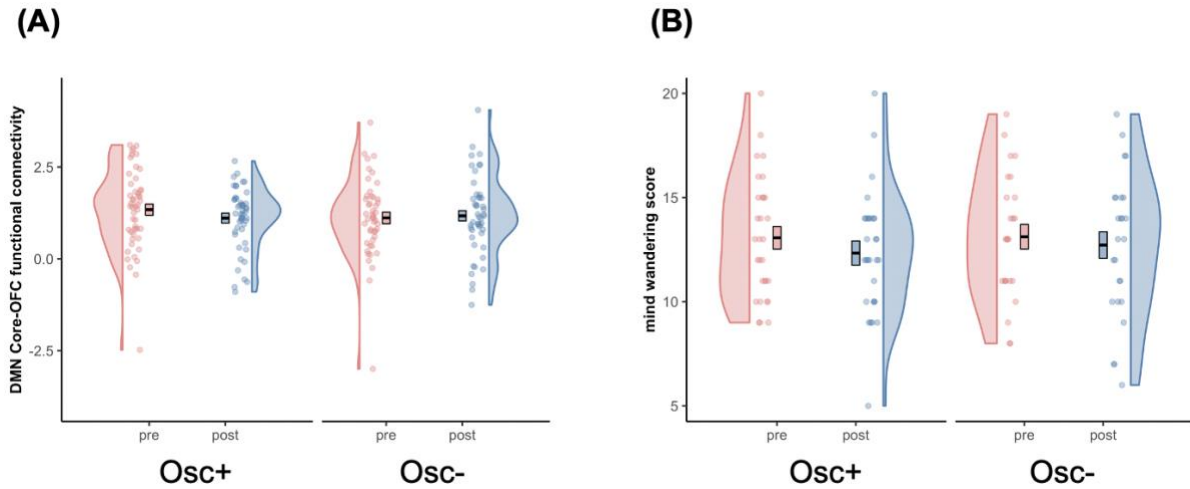 (A)
DMN Core-OFC functional connectivity
2.5
0.0
-2.5
pre
post
pre
post
Osc+
Osc-
(B)
mind wandering score
20
15
10
5
pre
post
pre
post
Osc+
Osc-